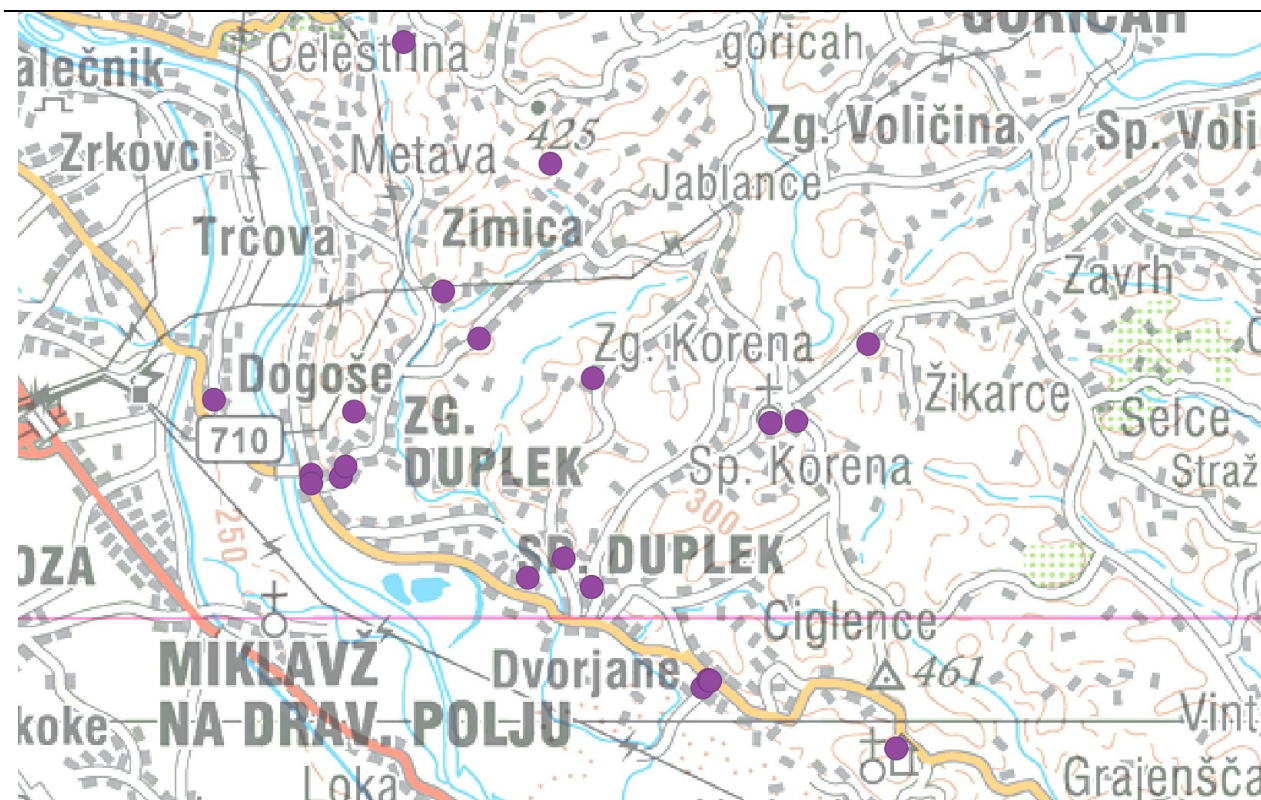 GORICAH
Celestrina
goricah
alečnik
425
Zg. Voličina
Sp. Voli
Zrkovci
Metava
Jablance
Trčova
Zimica
Zavrh
Zg. Korena
Dogoše
Žikarce
ZG.
DUPLEK
Selce
710
Sp. Korena
Straž
300
250
SP. DUPLEK
OZA
Ciglence
MIKLAVŽ
Dvorjane
461
NA DRAV. POLJU
koke
Vint
Loka
Grajenšča